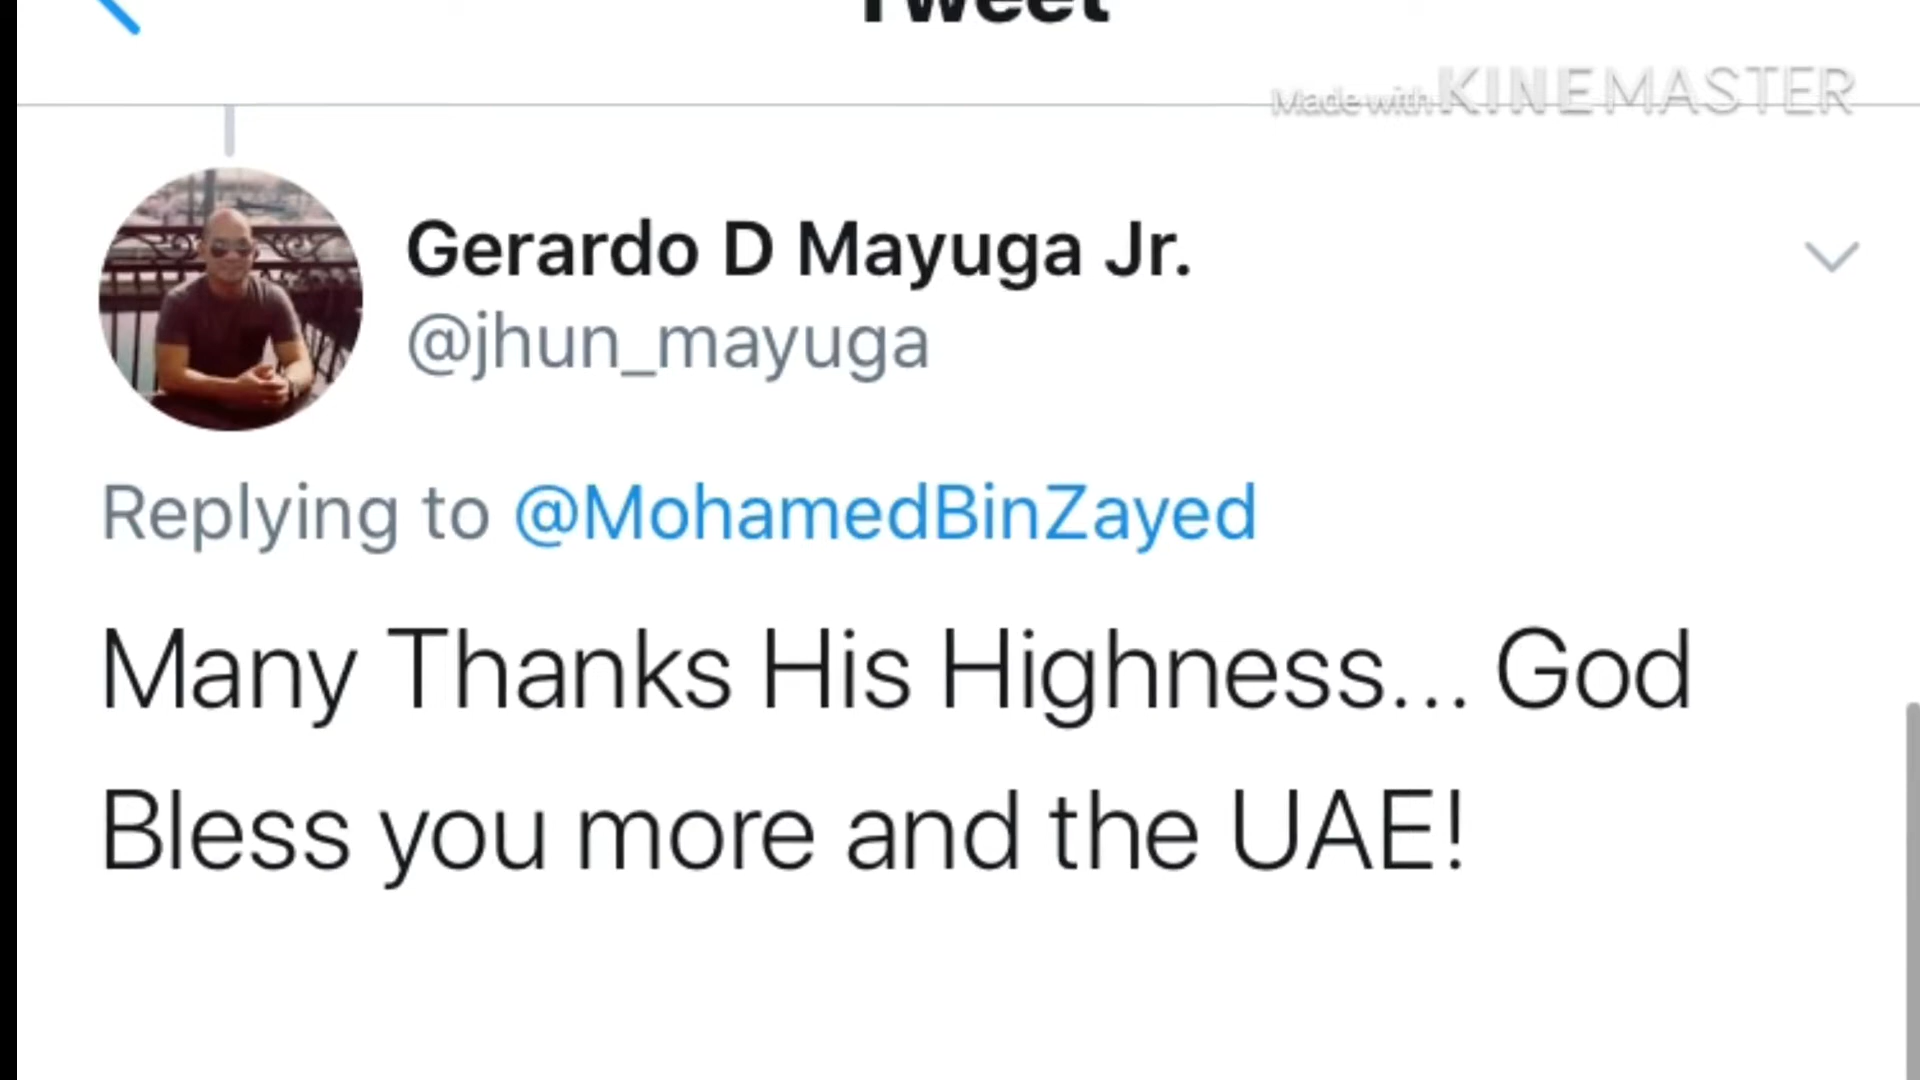 Tweet
Made with KINEMASTER
Gerardo D Mayuga Jr.
@jhun_mayuga
Replying to @MohamedBinZayed
Many Thanks His Highness... God
Bless you more and the UAE!